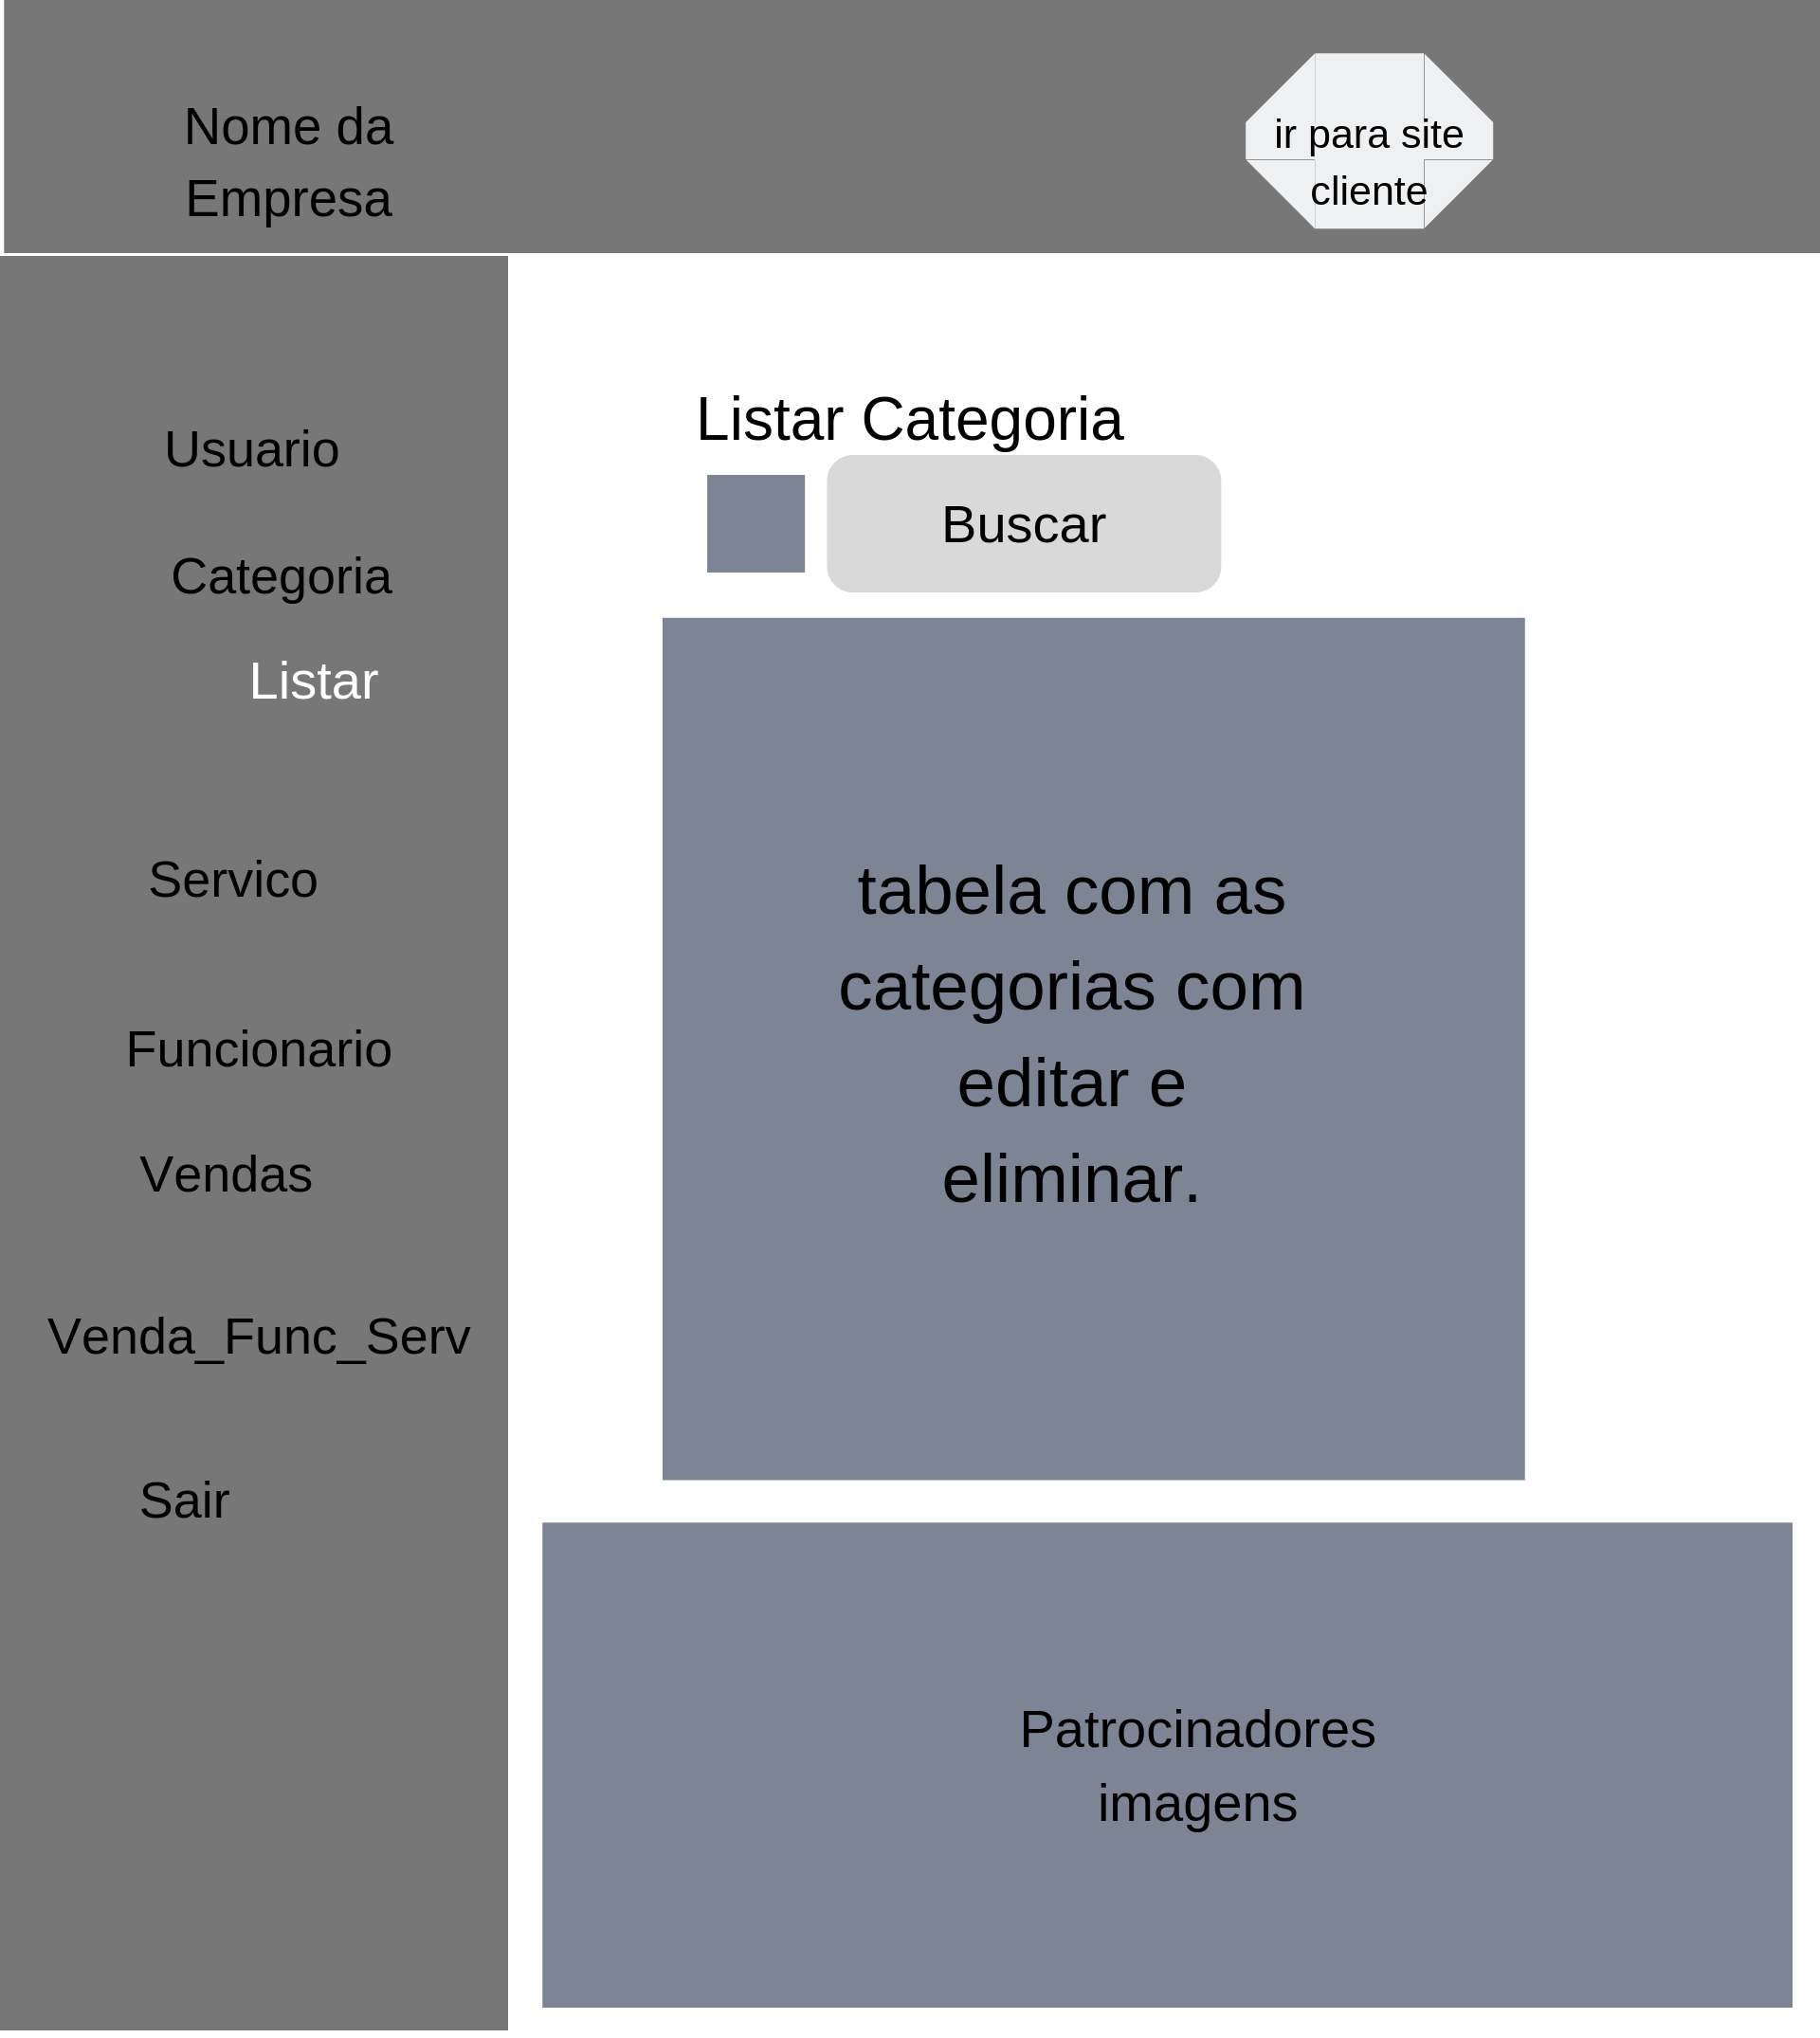 Nome da
Empresa
ir para site
cliente
Usuario
Categoria
Listar
Servico
Funcionario
Vendas
Venda_Func_Serv
Sair
Listar Categoria
Buscar
tabela com as
categorias com
editar e
eliminar.
Patrocinadores
imagens